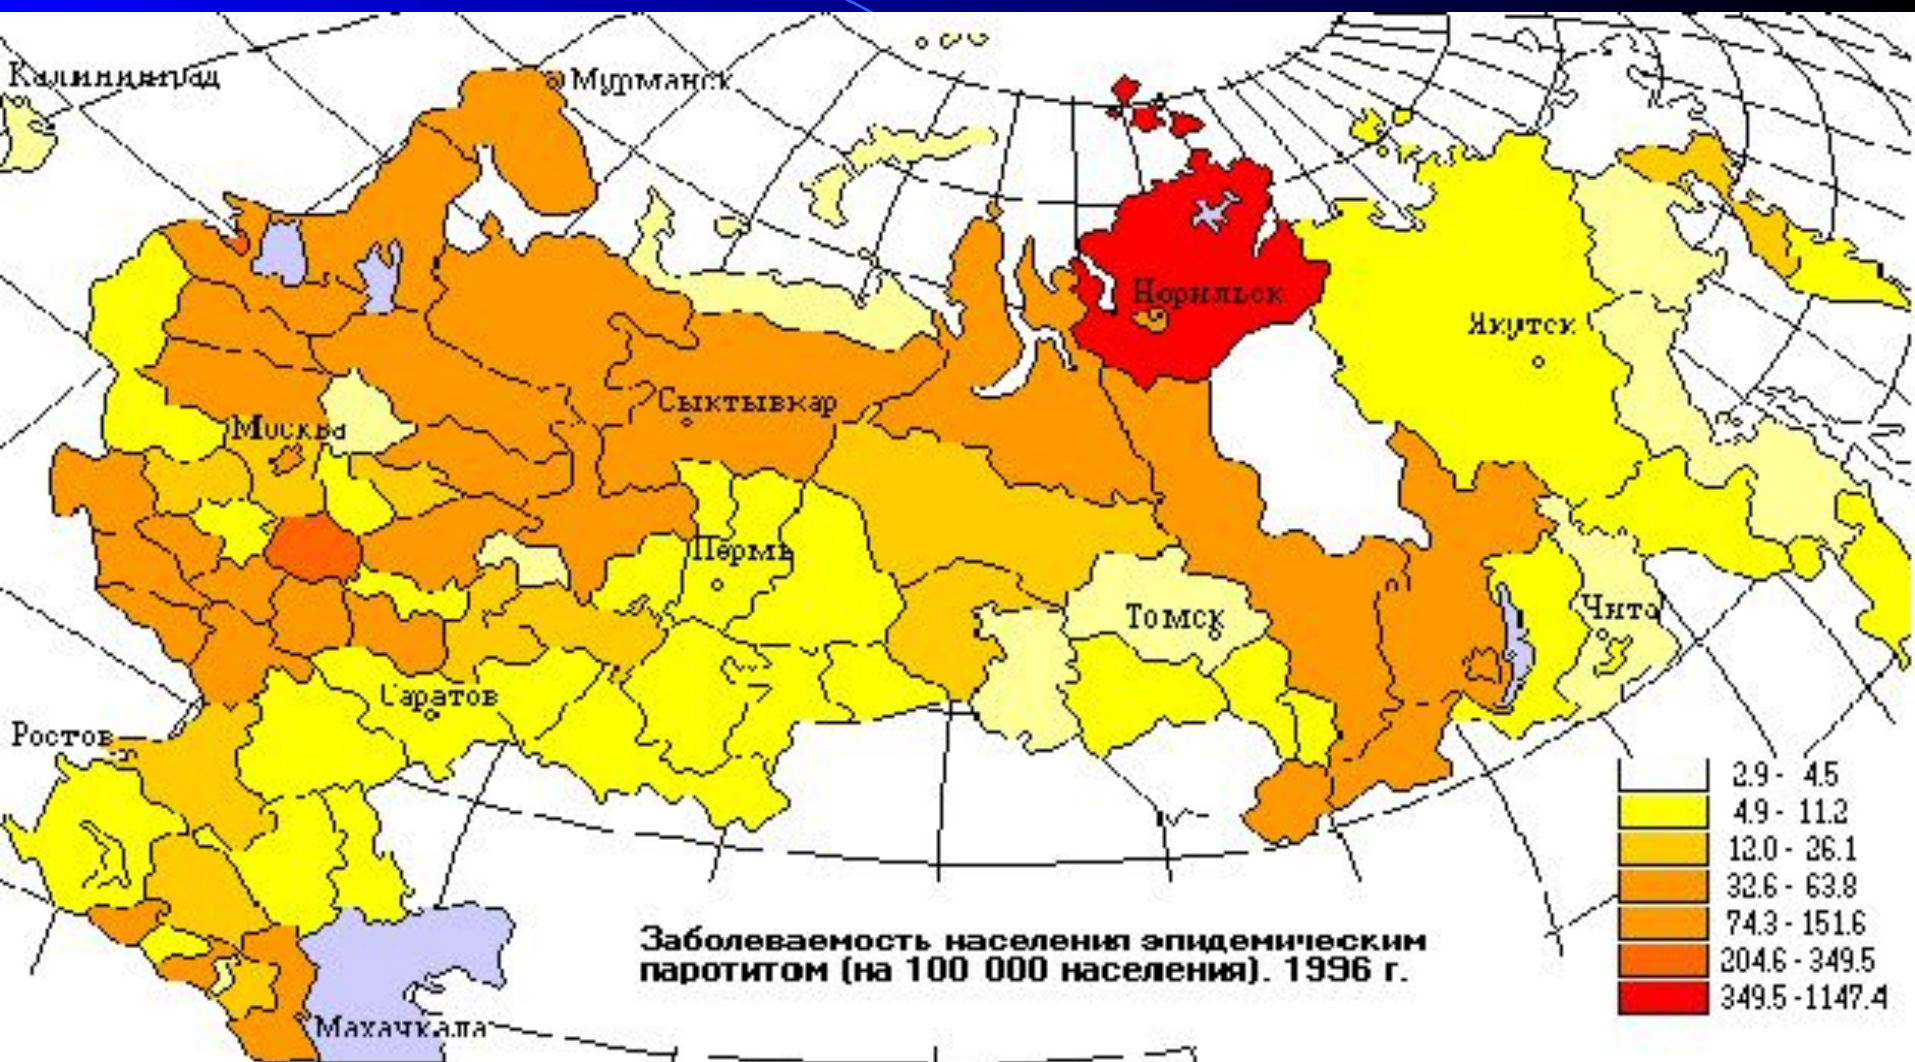 Калининград
Мурманск
Норильск
Якутск
Сыктывкар
Москва
Пермь
Томск
Чита
Саратов
Ростов
2.9 - 4.5
4.9 - 11.2
12.0 - 26.1
32.6 - 63.8
74.3 - 151.6
204.6 - 349.5
349.5 -1147.4
Заболеваемость населения эпидемическим
паротитом (на 100 000 населения). 1996 г.
Махачкала